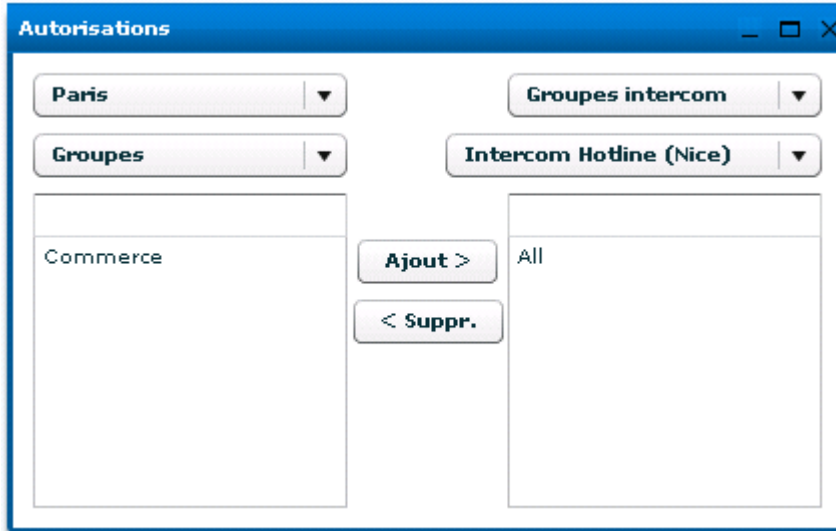 Autorisations
Paris
Groupes intercom
Groupes
Intercom Hotline (Nice)
Commerce
Ajout >
All
< Suppr.